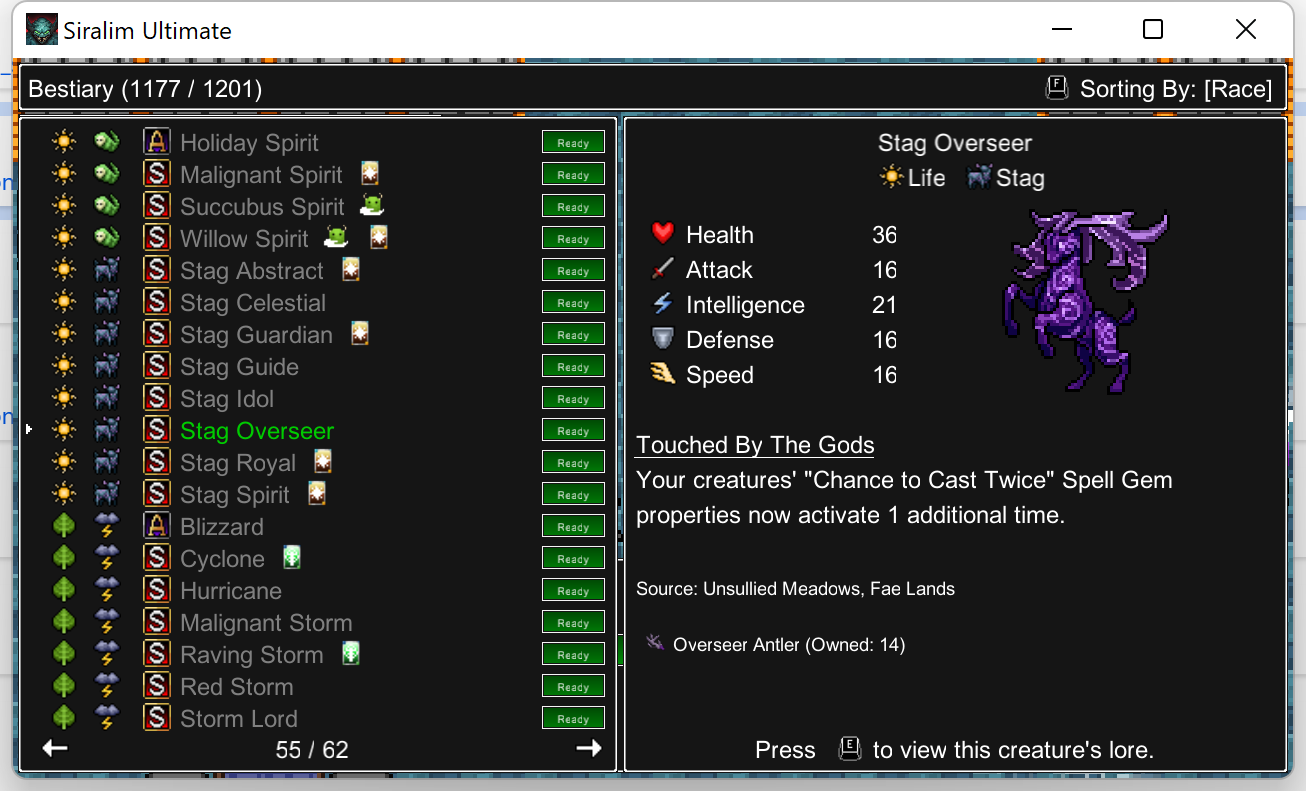 Siralim Ultimate
Bestiary (1177 / 1201)
F
Sorting By: [Race]
A Holiday Spirit Ready
S Malignant Spirit Ready
S Succubus Spirit Ready
S Willow Spirit Ready
S Stag Abstract Ready
S Stag Celestial Ready
S Stag Guardian Ready
S Stag Guide Ready
S Stag Idol Ready
S Stag Overseer Ready
S Stag Royal Ready
S Stag Spirit Ready
A Blizzard Ready
S Cyclone Ready
S Hurricane Ready
S Malignant Storm Ready
S Raving Storm Ready
S Red Storm Ready
S Storm Lord Ready
55 / 62
Stag Overseer
Life Stag
Health 36
Attack 16
Intelligence 21
Defense 16
Speed 16
Touched By The Gods
Your creatures' "Chance to Cast Twice" Spell Gem
properties now activate 1 additional time.
Source: Unsullied Meadows, Fae Lands
Overseer Antler (Owned: 14)
Press E to view this creature's lore.